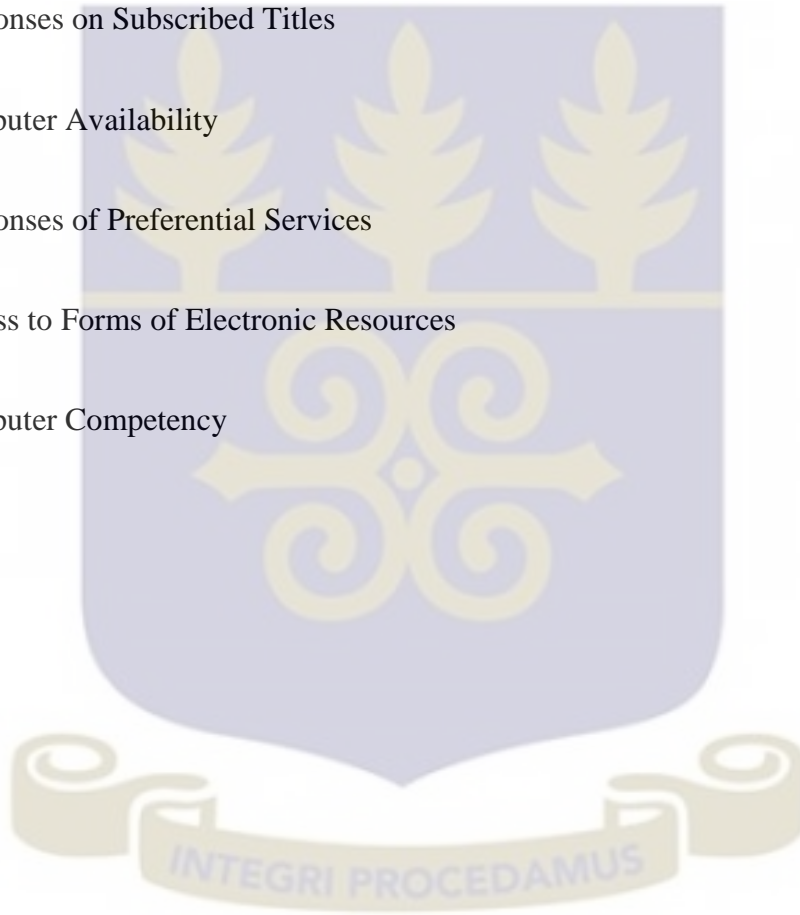 onses on Subscribed Titles
puter Availability
onses of Preferential Services
ss to Forms of Electronic Resources
puter Competency
INTEGRI PROCEDAMUS